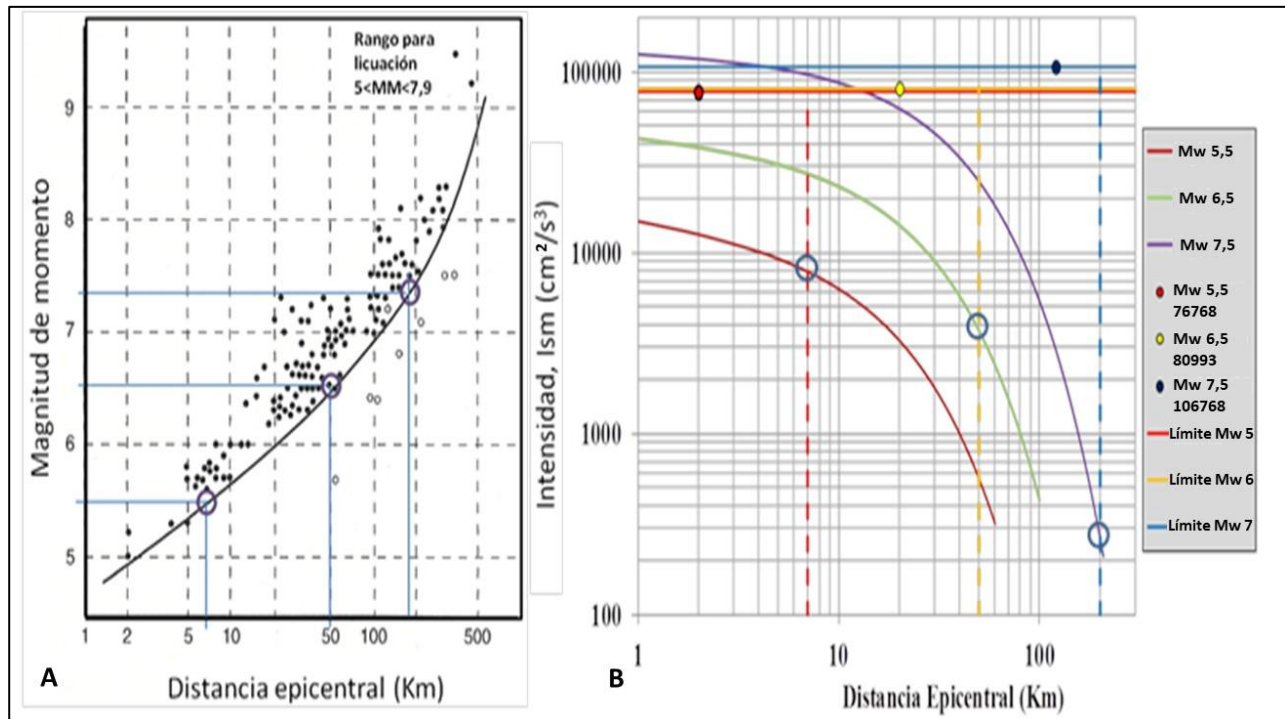 Rango para
licuación
5<MM<7,9
Magnitud de momento
9
8
7
6
5
1 2 5 10 50 100 500
Distancia epicentral (Km)
A
Intensidad, Ism (cm²/s³)
100000
10000
1000
100
1 10 100
Distancia Epicentral (Km)
B
Mw 5,5
Mw 6,5
Mw 7,5
Mw 5,5
76768
Mw 6,5
80993
Mw 7,5
106768
Límite Mw 5
Límite Mw 6
Límite Mw 7